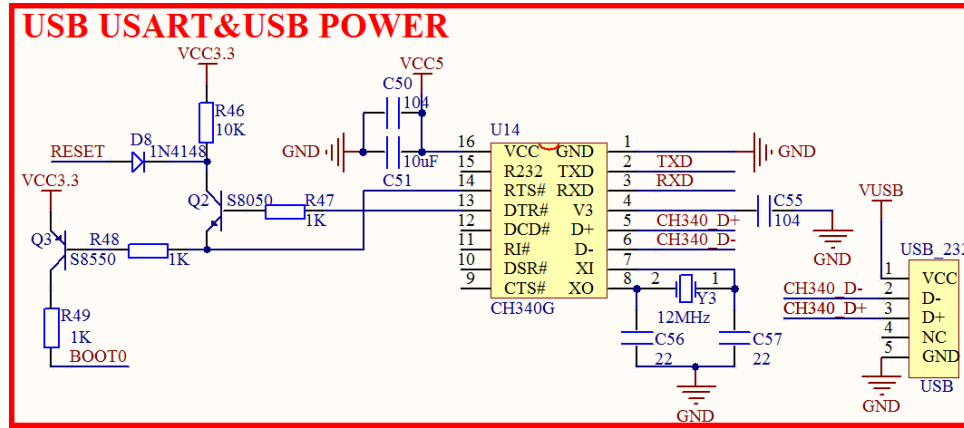 USB USART&USB POWER
VCC3.3
R46
10K
D8
1N4148
RESET
VCC3.3
Q2
S8050
R47
1K
Q3
S8550
R48
1K
R49
1K
BOOT0
VCC5
C50
104
GND
10uF
C51
U14
16 VCC GND 1
15 R232 TXD 2 TXD
14 RTS# RXD 3 RXD
13 DTR# V3 4
12 DCD# D+ 5 CH340_D+
11 RI# D- 6 CH340_D-
10 DSR# XI 7
9 CTS# XO 8
CH340G
GND
C55
104
GND
2 1
Y3
12MHz
C56
22
C57
22
GND
VUSB
USB_232
1 VCC
CH340_D- 2 D-
CH340_D+ 3 D+
4 NC
5 GND
USB
GND